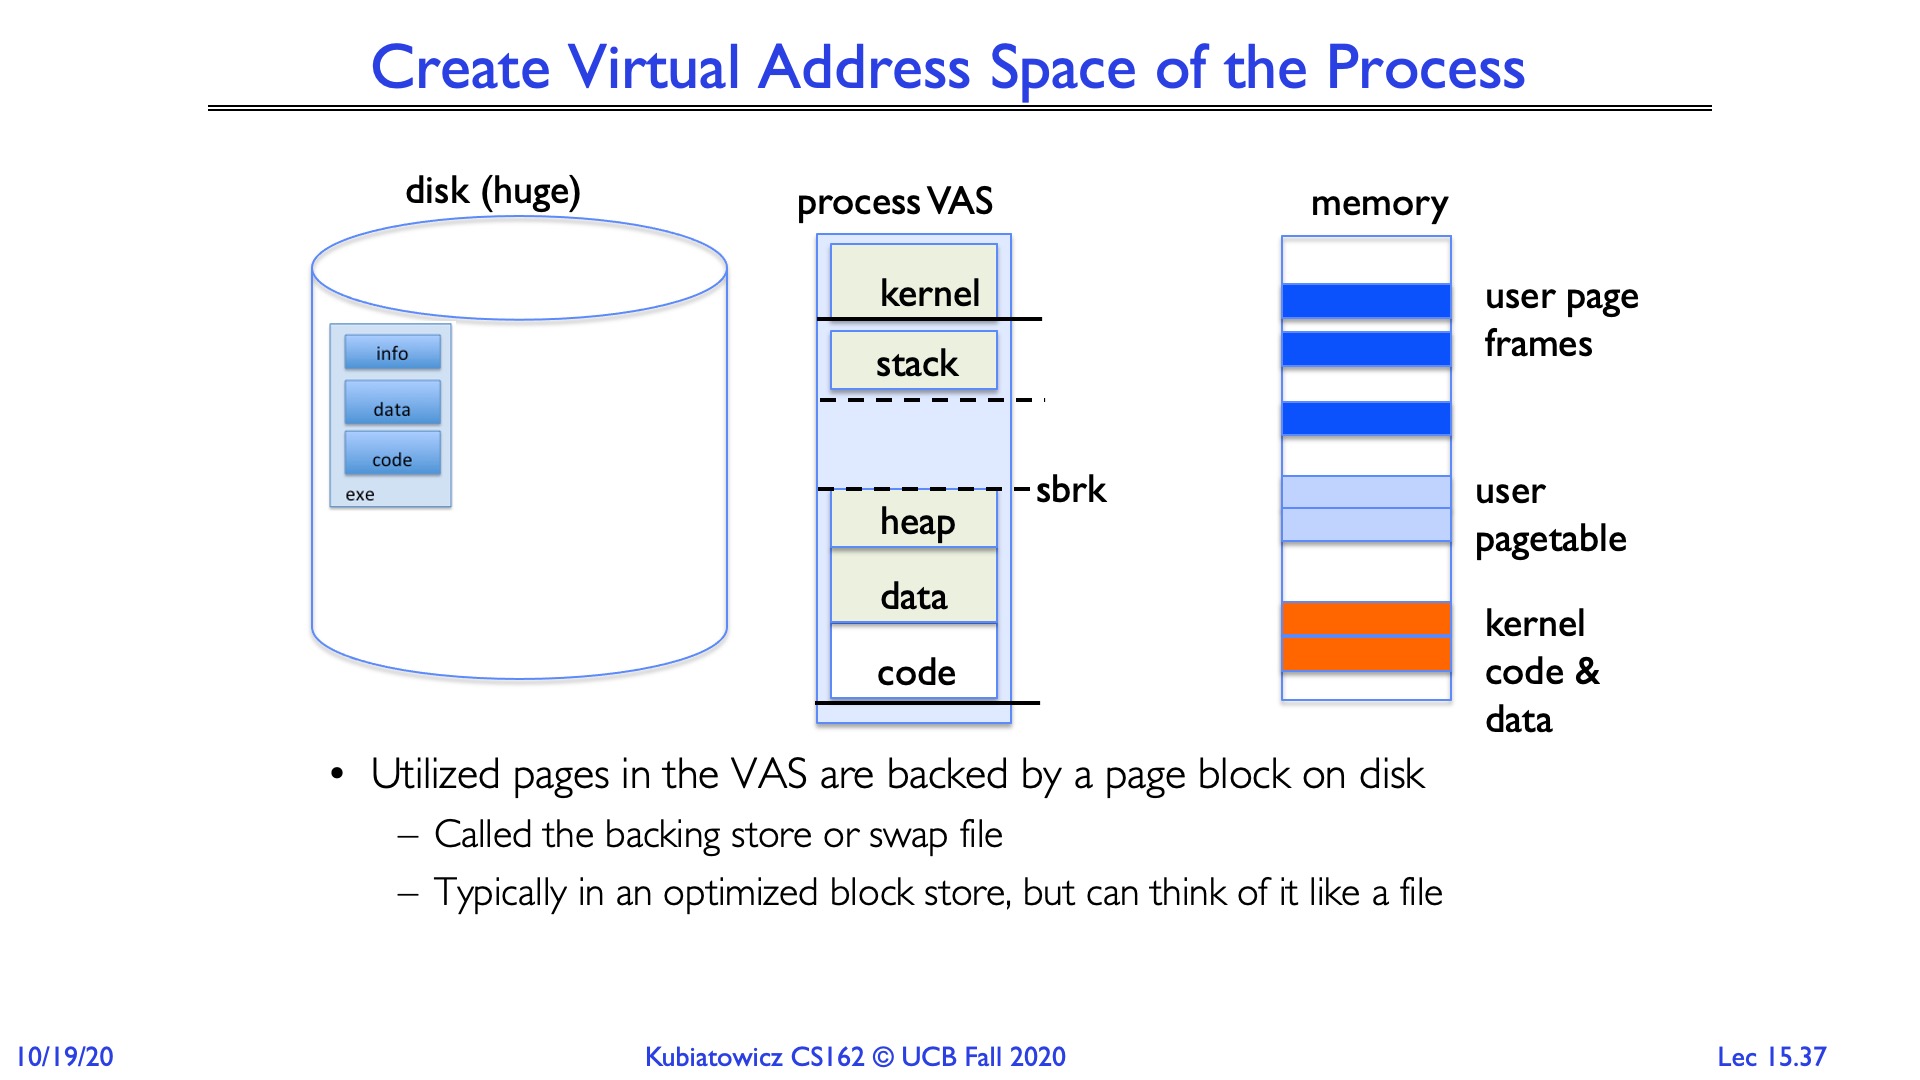 Create Virtual Address Space of the Process
disk (huge)
info
data
code
exe
process VAS
kernel
stack
sbrk
heap
data
code
memory
user page
frames
user
pagetable
kernel
code &
data
• Utilized pages in the VAS are backed by a page block on disk
– Called the backing store or swap file
– Typically in an optimized block store, but can think of it like a file
10/19/20
Kubiatowicz CS162 © UCB Fall 2020
Lec 15.37